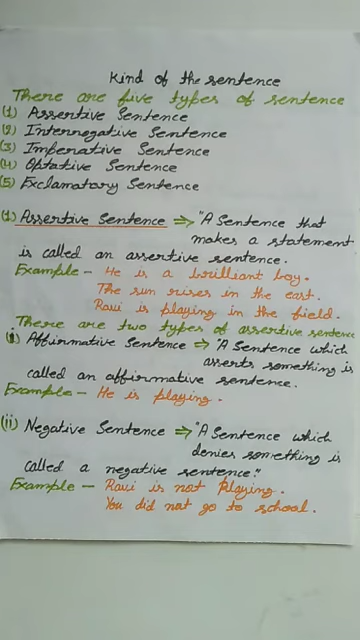 Kind of the sentence
There are five types of sentence
(1) Assertive Sentence
(2) Internegative Sentence
(3) Imperative Sentence
(4) Optative Sentence
(5) Exclamatory Sentence
(1) Assertive Sentence ⇒ "A Sentence that
makes a statement
is called an assertive sentence.
Example - He is a brilliant boy.
The sun rises in the east.
Ravi is playing in the field.
There are two types of assertive sentence
(i) Affirmative Sentence ⇒ "A Sentence which
asserts something is
called an affirmative sentence.
Example - He is playing.
(ii) Negative Sentence ⇒ "A Sentence which
denies something is
called a negative sentence."
Example - Ravi is not Playing.
You did not go to school.